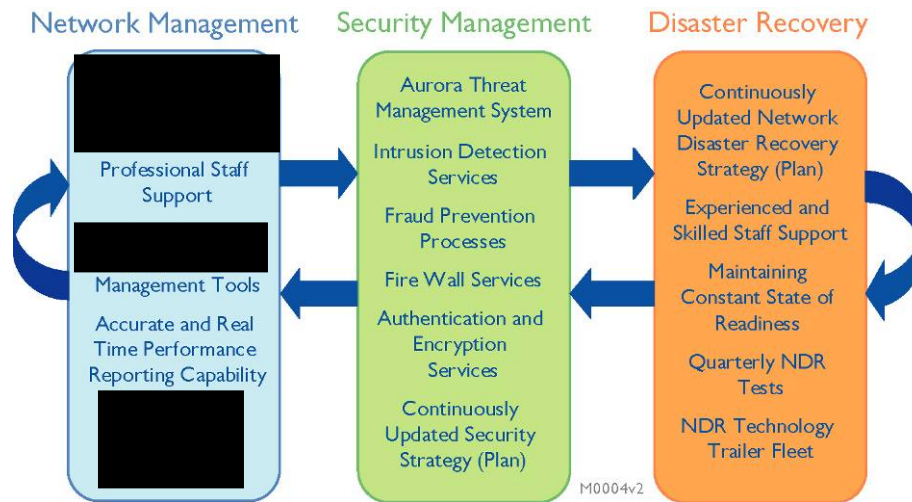 Network Management
Professional Staff
Support
Management Tools
Accurate and Real
Time Performance
Reporting Capability
Security Management
Aurora Threat
Management System
Intrusion Detection
Services
Fraud Prevention
Processes
Fire Wall Services
Authentication and
Encryption
Services
Continuously
Updated Security
Strategy (Plan)
Disaster Recovery
Continuously
Updated Network
Disaster Recovery
Strategy (Plan)
Experienced and
Skilled Staff Support
Maintaining
Constant State of
Readiness
Quarterly NDR
Tests
NDR Technology
Trailer Fleet
M0004v2